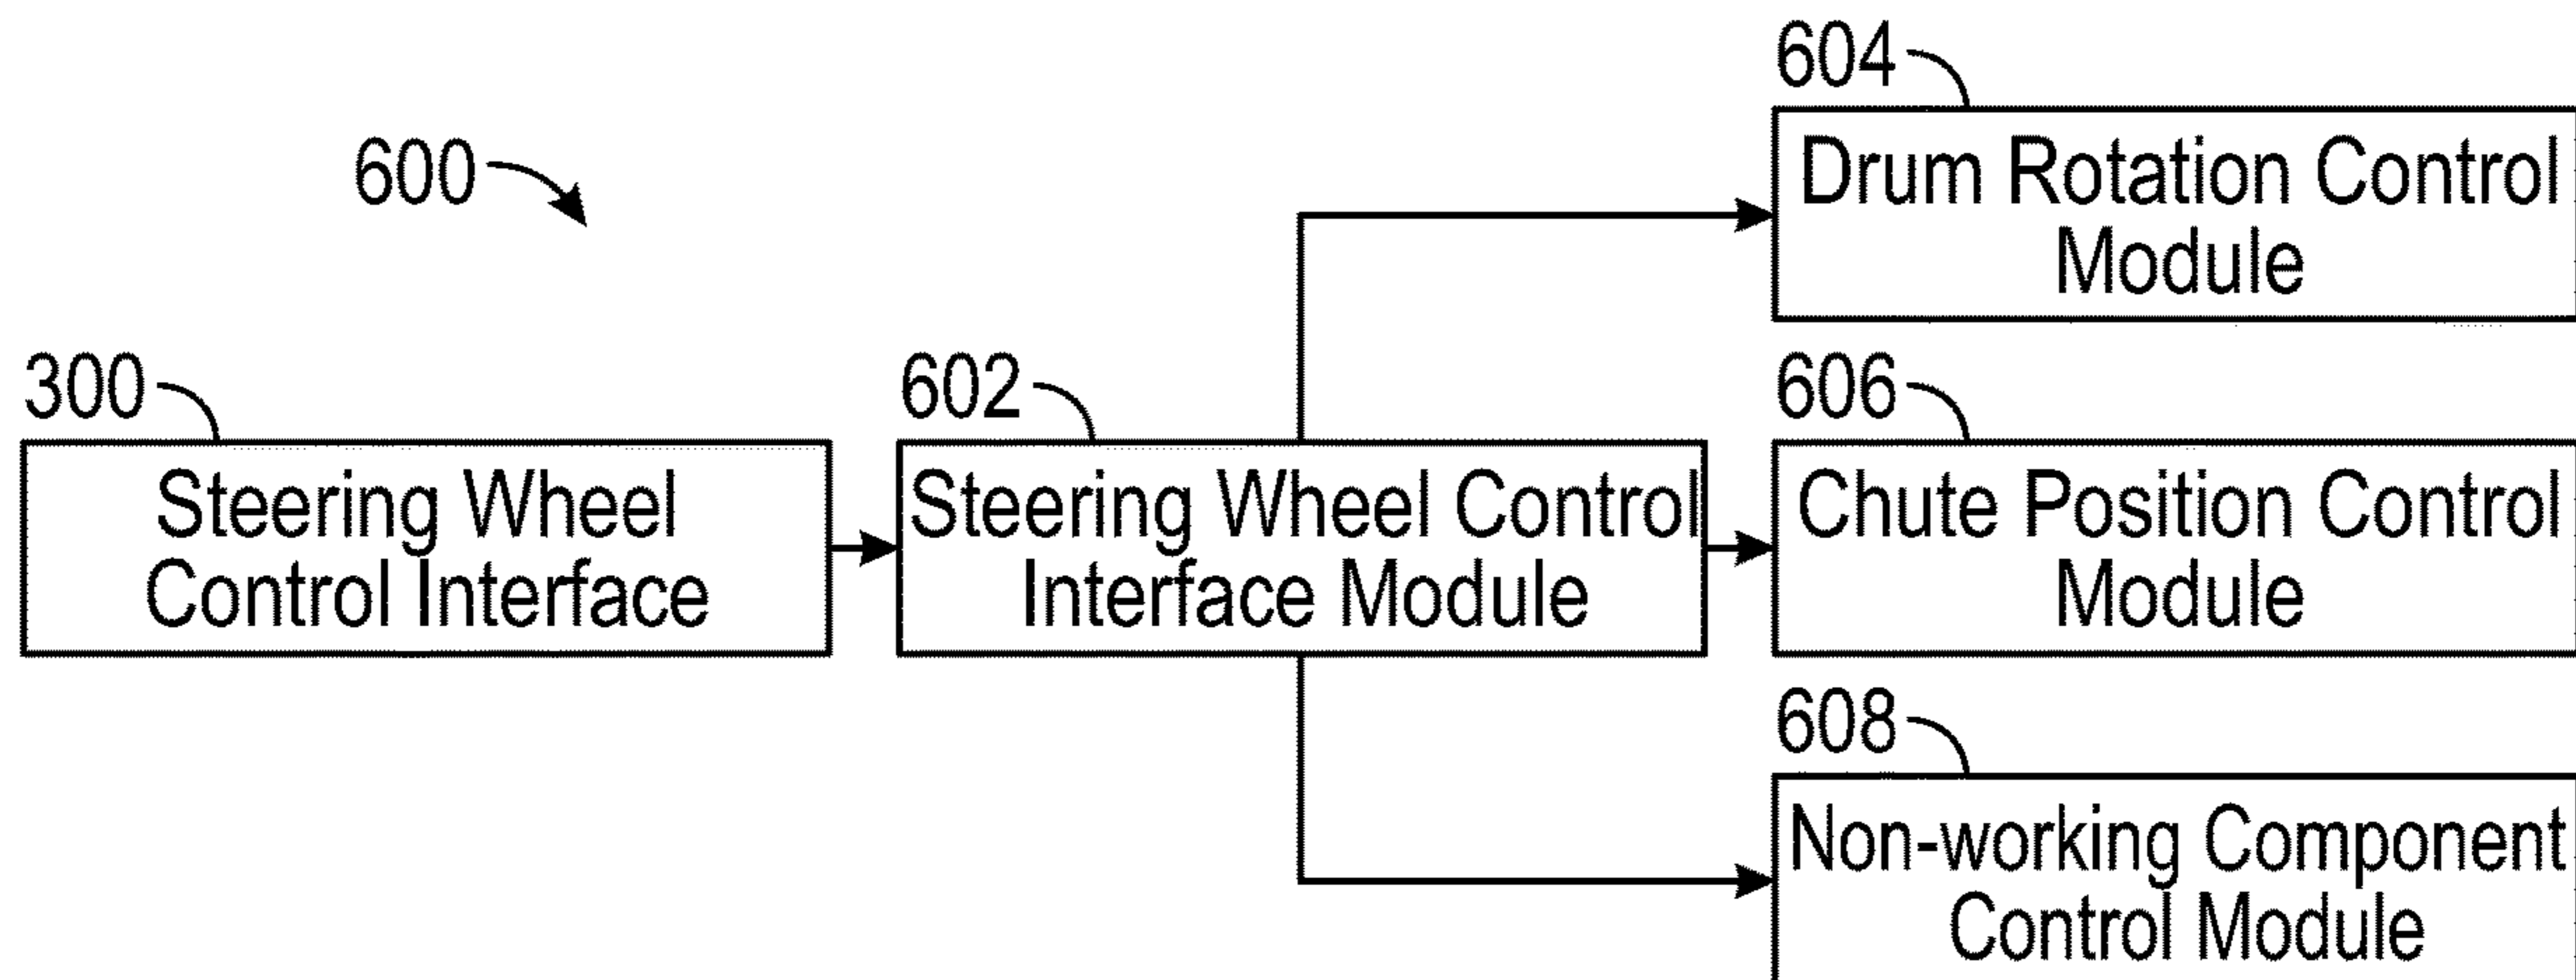 604
Drum Rotation Control
Module
600
300
Steering Wheel
Control Interface
602
Steering Wheel Control
Interface Module
606
Chute Position Control
Module
608
Non-working Component
Control Module